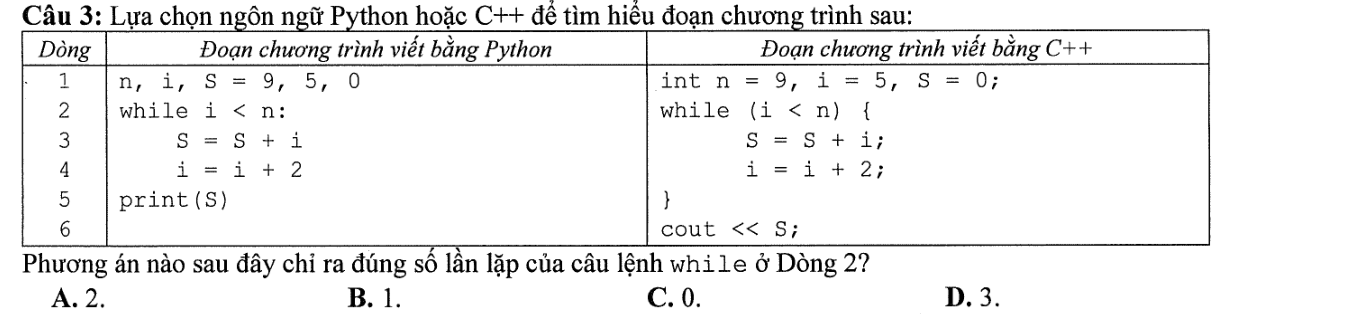 Câu 3: Lựa chọn ngôn ngữ Python hoặc C++ để tìm hiểu đoạn chương trình sau:
Dòng Đoạn chương trình viết bằng Python Đoạn chương trình viết bằng C++
1 n, i, S = 9, 5, 0 int n = 9, i = 5, S = 0;
2 while i < n: while (i < n) {
3 S = S + i S = S + i;
4 i = i + 2 i = i + 2;
5 print(S) }
6 cout << S;
Phương án nào sau đây chỉ ra đúng số lần lặp của câu lệnh while ở Dòng 2?
A. 2. B. 1. C. 0. D. 3.